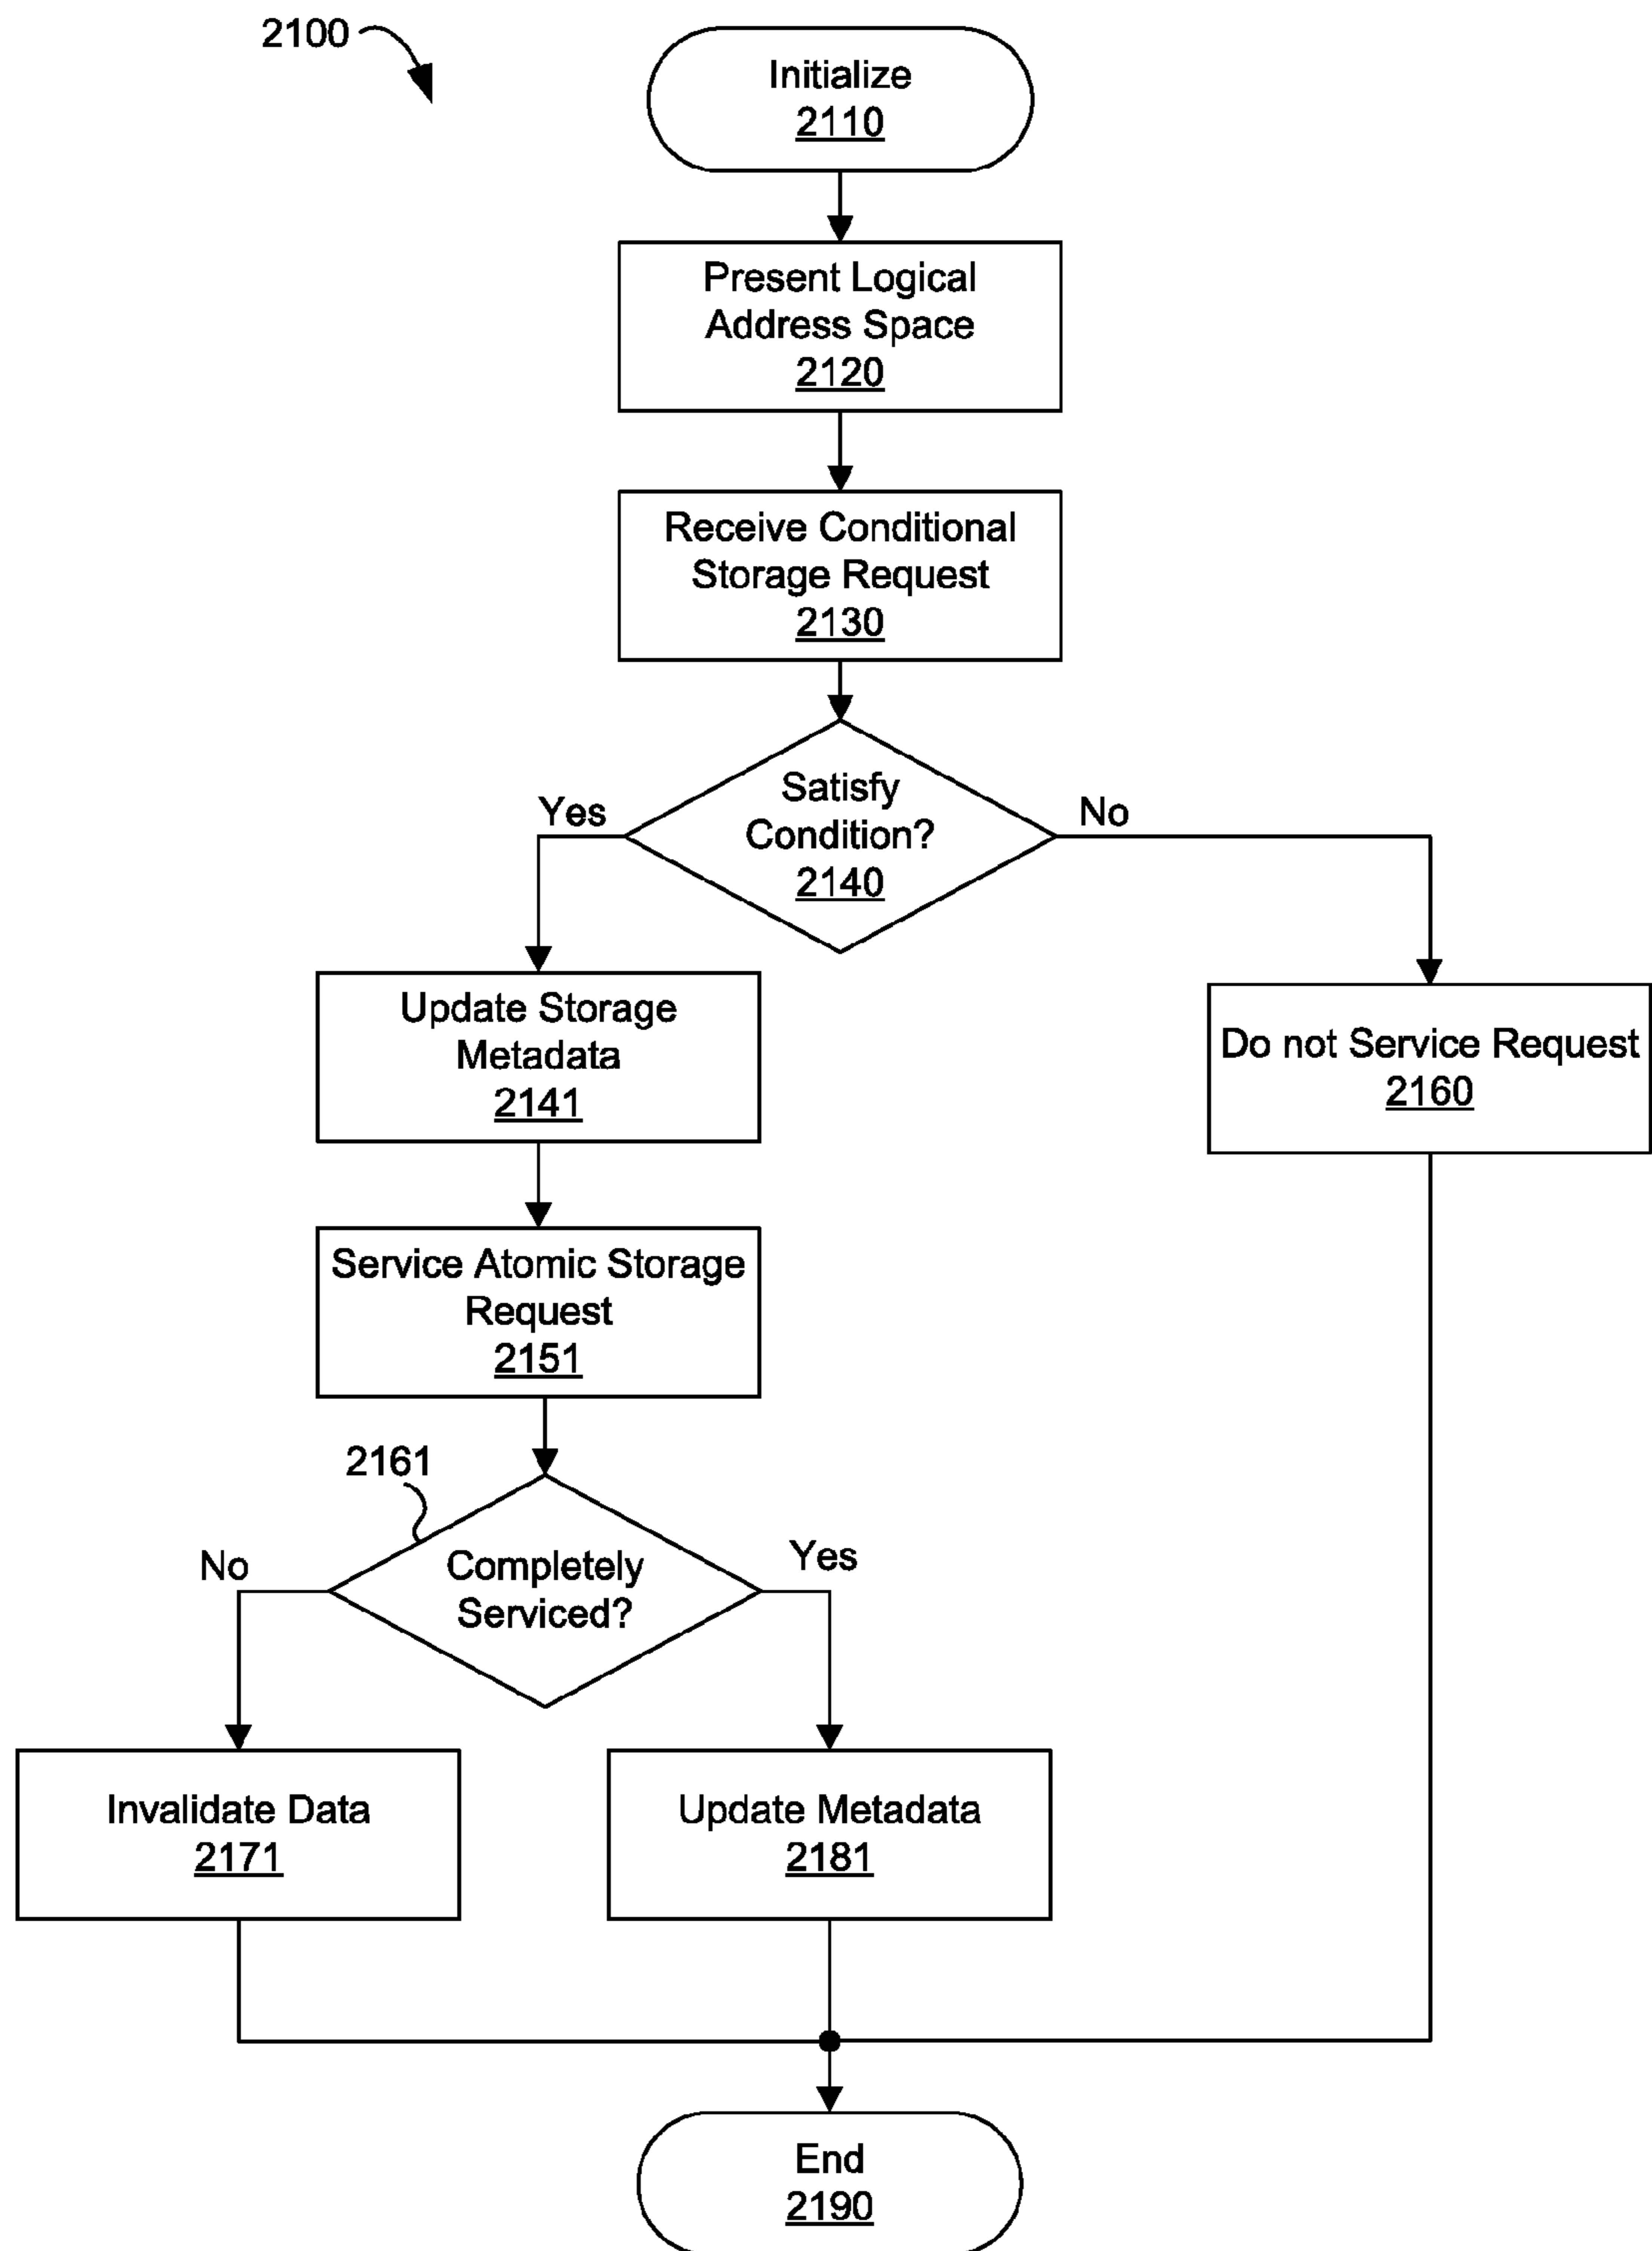 2100
Initialize
2110
Present Logical
Address Space
2120
Receive Conditional
Storage Request
2130
Satisfy
Condition?
2140
Yes
No
Update Storage
Metadata
2141
Do not Service Request
2160
Service Atomic Storage
Request
2151
2161
Completely
Serviced?
No
Yes
Invalidate Data
2171
Update Metadata
2181
End
2190